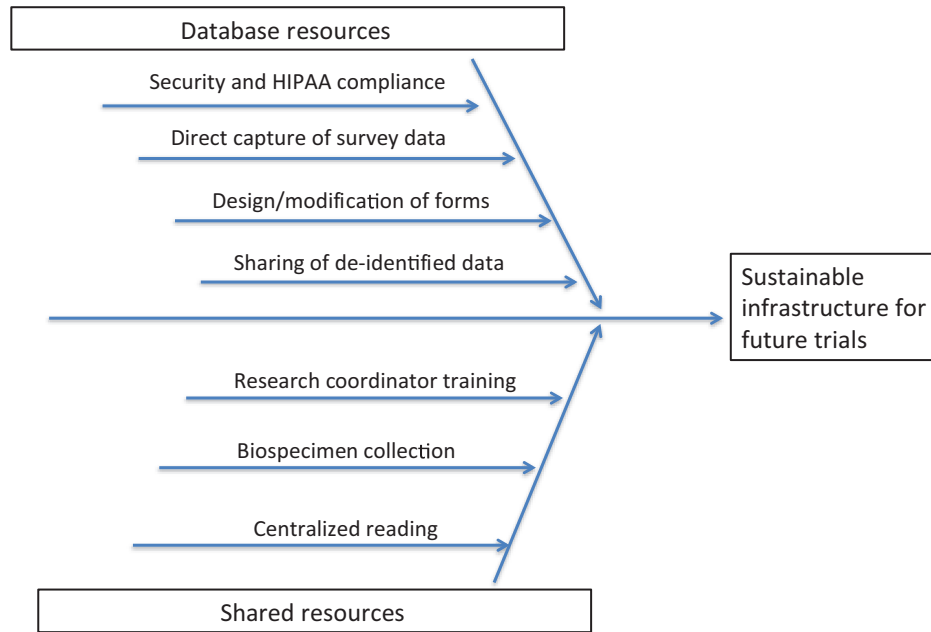 Database resources
Security and HIPAA compliance
Direct capture of survey data
Design/modification of forms
Sharing of de-identified data
Sustainable
infrastructure for
future trials
Research coordinator training
Biospecimen collection
Centralized reading
Shared resources